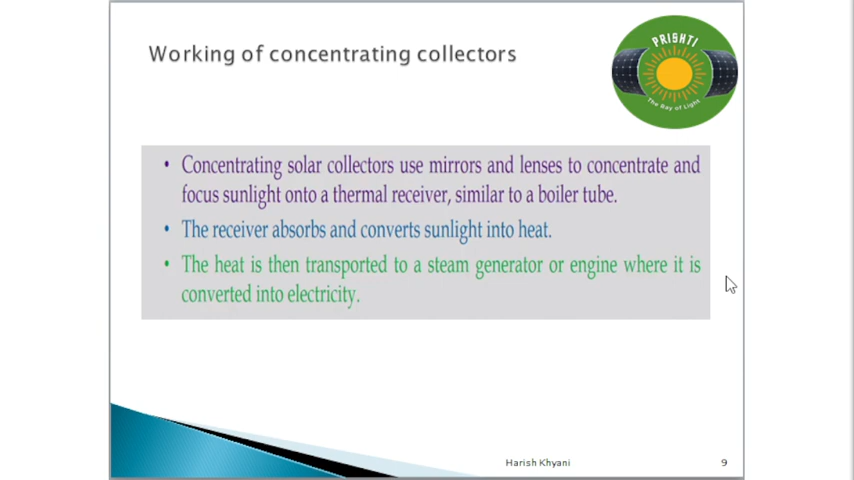 Working of concentrating collectors
PRISHTI
The Ray of Light
• Concentrating solar collectors use mirrors and lenses to concentrate and
focus sunlight onto a thermal receiver, similar to a boiler tube.
• The receiver absorbs and converts sunlight into heat.
• The heat is then transported to a steam generator or engine where it is
converted into electricity.
Harish Khyani
9